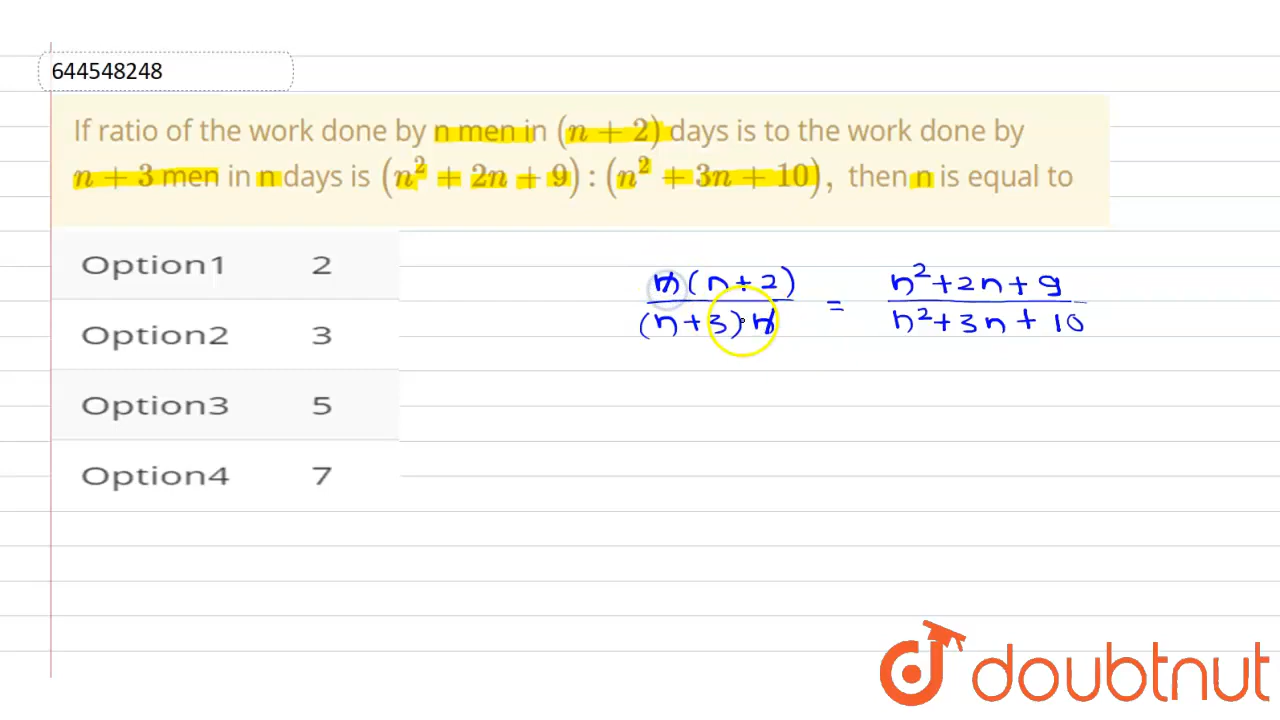 644548248
If ratio of the work done by n men in (n + 2) days is to the work done by
n + 3 men in n days is (n² + 2n + 9) : (n² + 3n + 10), then n is equal to
Option1 2
Option2 3
Option3 5
Option4 7
n(n+2) / (n+3)·n = n²+2n+9 / n²+3n+10
doubtnut